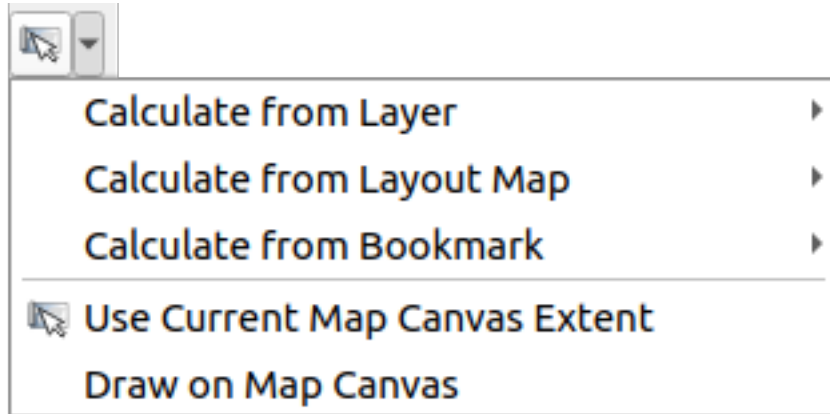 Calculate from Layer
Calculate from Layout Map
Calculate from Bookmark
Use Current Map Canvas Extent
Draw on Map Canvas